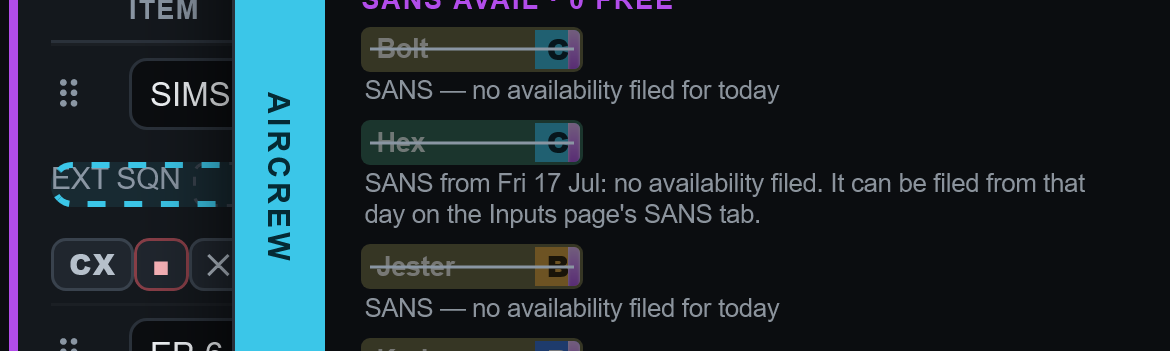 ITEM
SANS AVAIL · 0 FREE
SIMS
EXT SQN
CX
AIRCREW
Bolt C
SANS — no availability filed for today
Hex C
SANS from Fri 17 Jul: no availability filed. It can be filed from that
day on the Inputs page's SANS tab.
Jester B
SANS — no availability filed for today